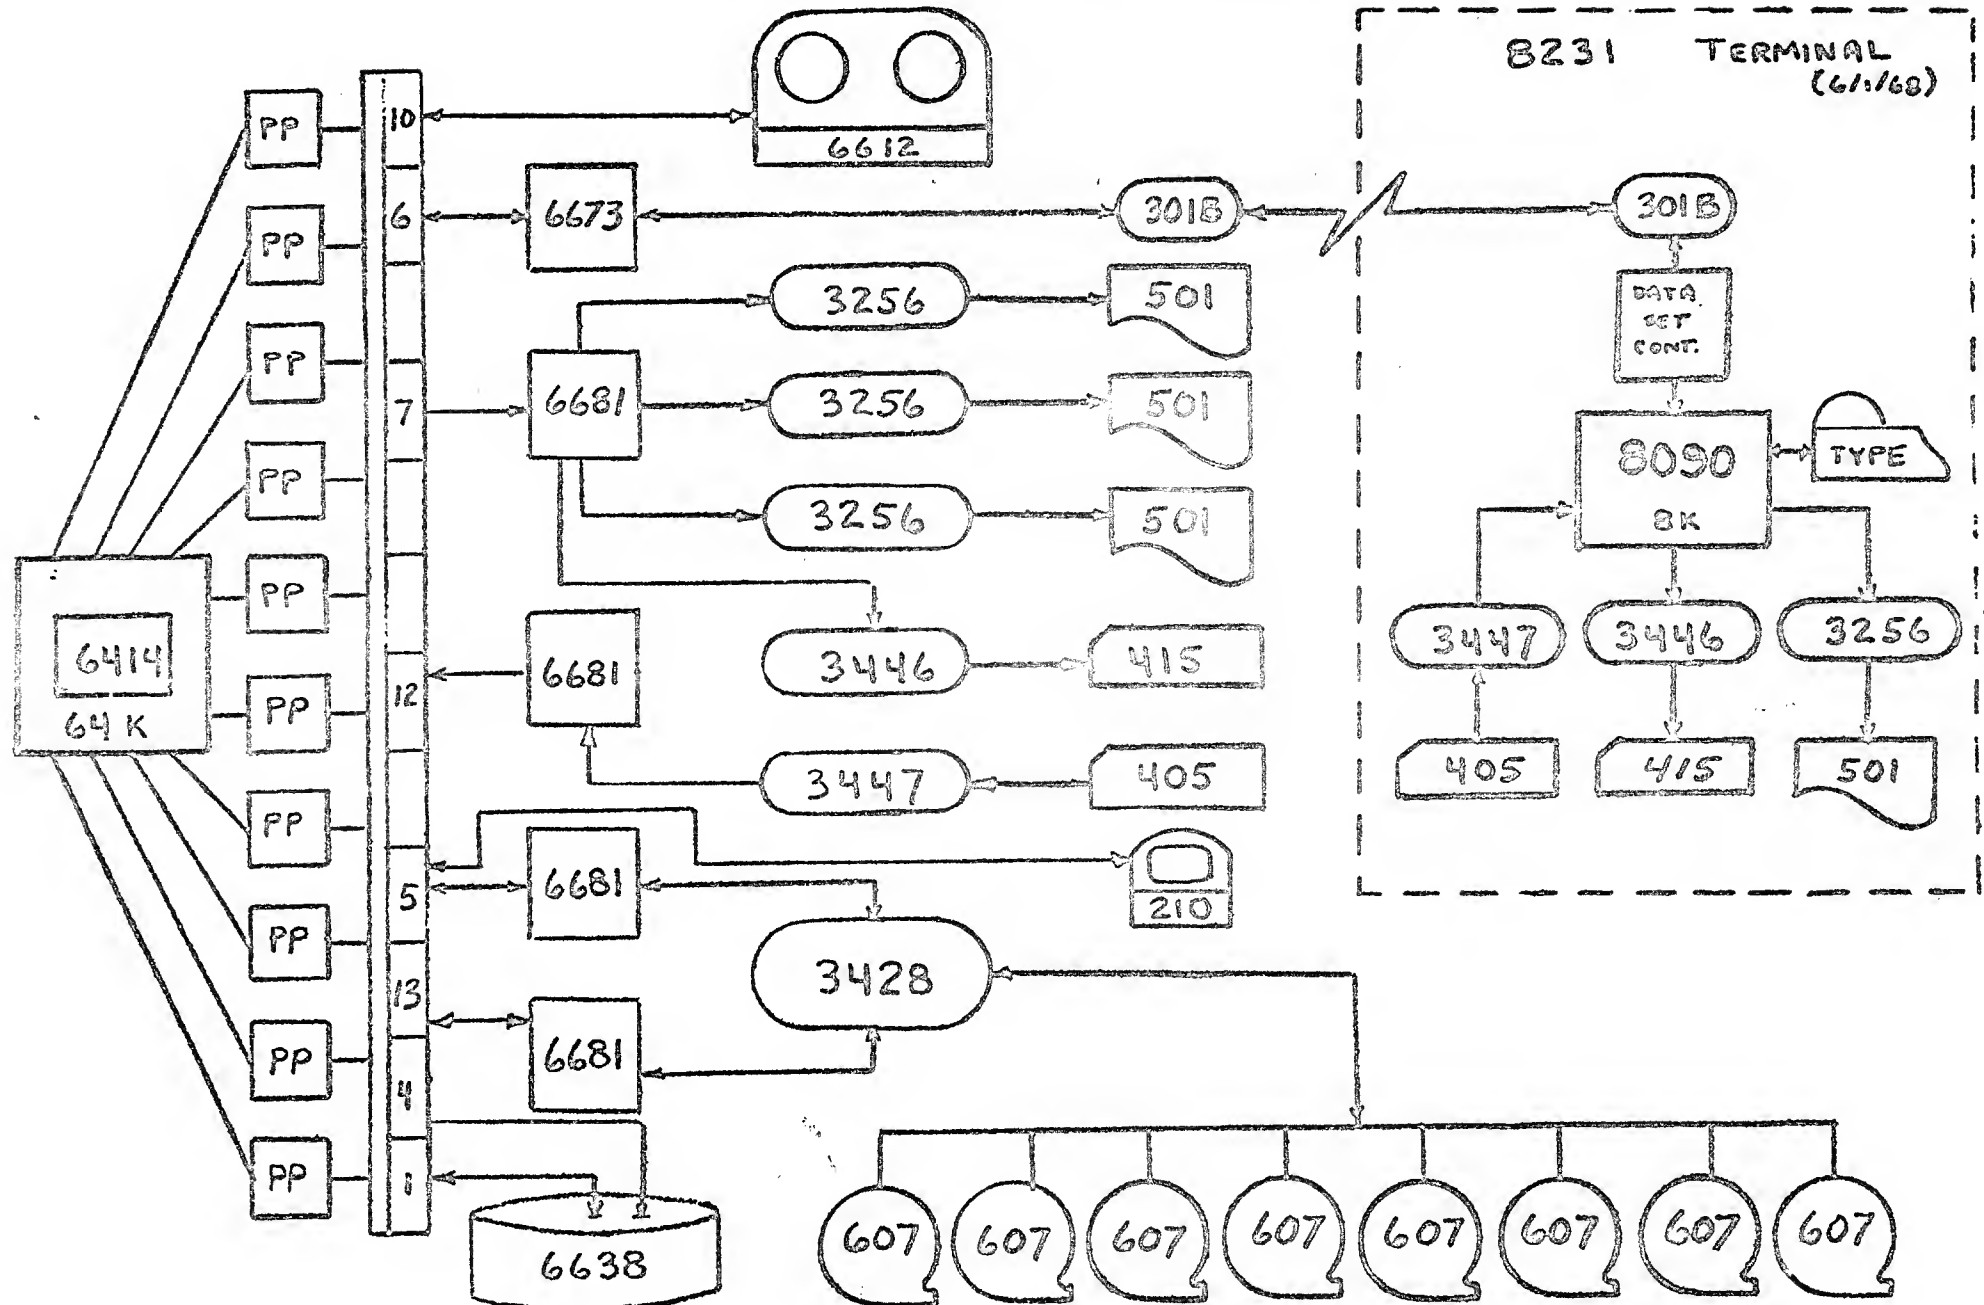 8231 TERMINAL
(6/1/68)
PP
PP
PP
PP
PP
PP
PP
PP
PP
PP
6414
64 K
10
6
7
12
5
13
4
1
6612
6673
301B
301B
3256
501
6681
3256
501
3256
501
6681
3446
415
3447
405
6681
210
3428
6681
6638
607
607
607
607
607
607
607
607
DATA
SET
CONT.
8090
8K
TYPE
3447
3446
3256
405
415
501